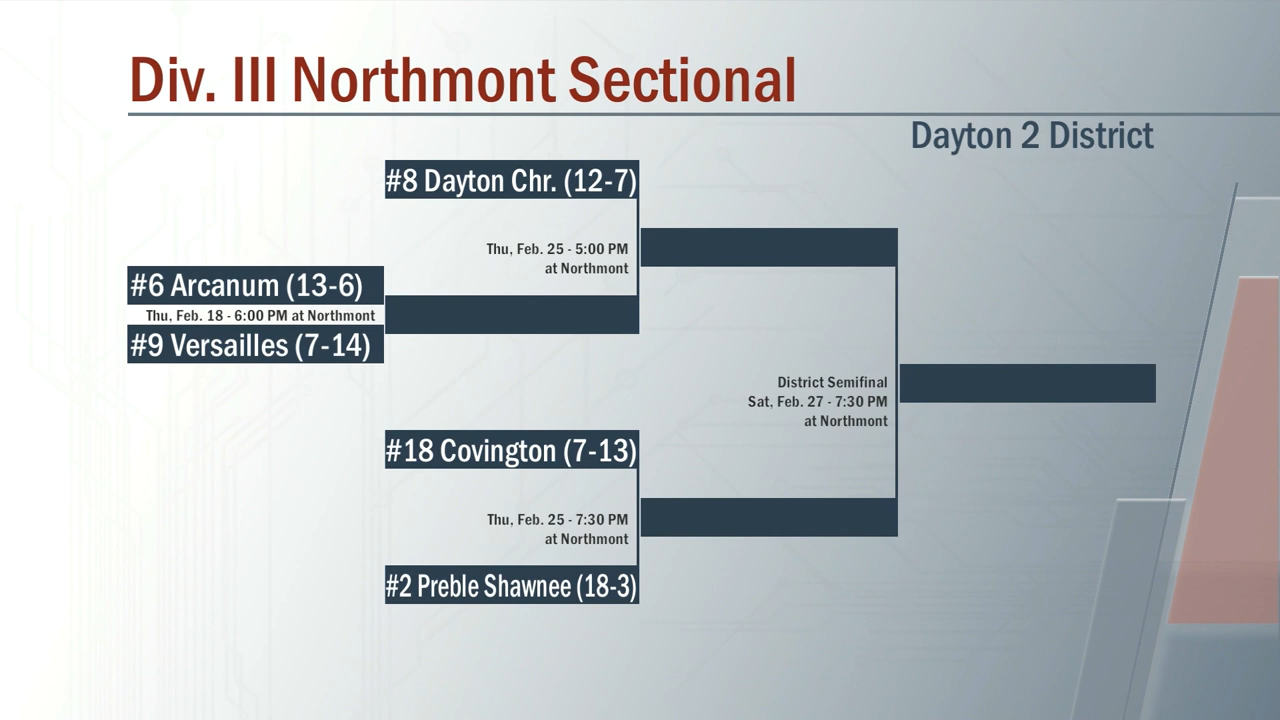 Div. III Northmont Sectional
Dayton 2 District
#8 Dayton Chr. (12-7)
Thu, Feb. 25 - 5:00 PM
at Northmont
#6 Arcanum (13-6)
Thu, Feb. 18 - 6:00 PM at Northmont
#9 Versailles (7-14)
District Semifinal
Sat, Feb. 27 - 7:30 PM
at Northmont
#18 Covington (7-13)
Thu, Feb. 25 - 7:30 PM
at Northmont
#2 Preble Shawnee (18-3)